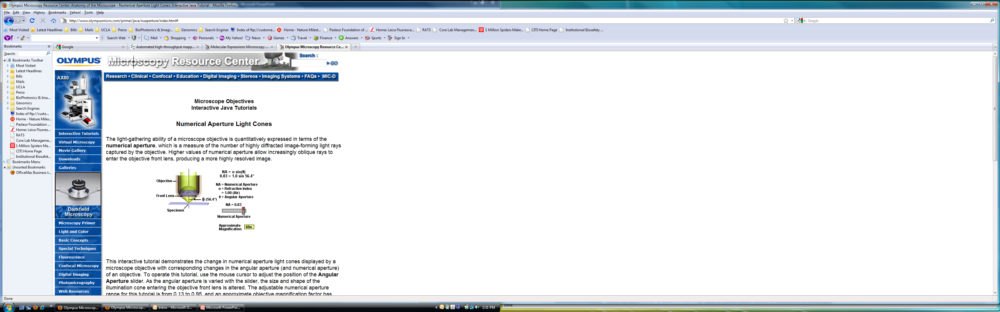 Olympus Microscopy Resource Center: Anatomy of the Microscope - Numerical Aperture Light Cones: Interactive Java Tutorial - Mozilla Firefox
File Edit View History Bookmarks Yahoo! Tools Help
http://www.olympusmicro.com/primer/java/nuaperture/index.html#
Google
Most Visited Latest Headlines Bills Mails UCLA Perso BioPhotonics & Imagi... Genomics Search Engines Index of ftp://custome... Home - Nature Milest... Pasteur Foundation of ... Home: Leica Fluoresce... RATS Core Lab Managemen... 1 Million Spiders Make... CITI Home Page Institutional Biosafety ...
Y! Search Web Mail Shopping Personals My Yahoo! News Games Travel Finance Answers Sports Sign In
Bookmarks
Google
Automated high-throughput mapp...
Molecular Expressions Microscopy ...
Olympus Microscopy Resource Ce...
Search:
Bookmarks Toolbar
Most Visited
Latest Headlines
Bills
Mails
UCLA
Perso
BioPhotonics & Ima...
Genomics
Search Engines
Index of ftp://custo...
Home - Nature Miles...
Pasteur Foundation ...
Home: Leica Fluores...
RATS
Core Lab Manageme...
1 Million Spiders Ma...
CITI Home Page
Institutional Biosafet...
Bookmarks Menu
Unsorted Bookmarks
OfficeMax Business t...
OLYMPUS
Microscopy Resource Center
Search :
GO
Research • Clinical • Confocal • Education • Digital Imaging • Stereos • Imaging Systems • FAQs • MIC-D
AX80
Interactive Tutorials
Virtual Microscopy
Movie Gallery
Downloads
Galleries
Darkfield
Microscopy
Microscopy Primer
Light and Color
Basic Concepts
Special Techniques
Fluorescence
Confocal Microscopy
Digital Imaging
Photomicrography
Web Resources
Microscope Objectives
Interactive Java Tutorials
Numerical Aperture Light Cones
The light-gathering ability of a microscope objective is quantitatively expressed in terms of the
numerical aperture, which is a measure of the number of highly diffracted image-forming light rays
captured by the objective. Higher values of numerical aperture allow increasingly oblique rays to
enter the objective front lens, producing a more highly resolved image.
Objective
Front Lens
θ (56.4°)
Specimen
NA = n sin(θ)
0.83 = 1.0 sin 56.4°
NA = Numerical Aperture
n = Refractive Index
= 1.00 (Air)
θ = Angular Aperture
NA = 0.83
Numerical Aperture
Approximate
Magnification
60x
This interactive tutorial demonstrates the change in numerical aperture light cones displayed by a
microscope objective with corresponding changes in the angular aperture (and numerical aperture)
of an objective. To operate this tutorial, use the mouse cursor to adjust the position of the Angular
Aperture slider. As the angular aperture is varied with the slider, the size and shape of the
illumination cone entering the objective front lens is altered. The adjustable numerical aperture
range for this tutorial is from 0.13 to 0.95, and an approximate objective magnification factor has
Done
Done
Olympus Microscop...
Olympus Microscop...
Inbox - Microsoft O...
Microsoft PowerPoi...
2:31 PM